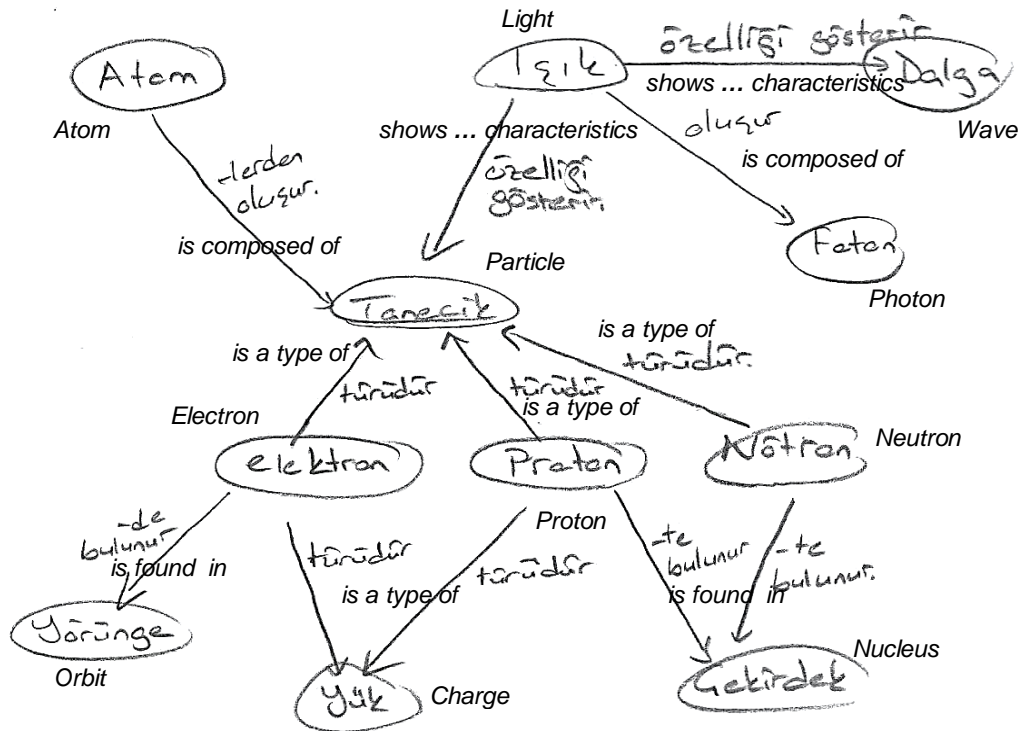 Light
özelliği gösterir
Atom
Işık
Dalga
shows ... characteristics
Atom
shows ... characteristics
oluşur
Wave
-lerden
oluşur.
özelliği
gösterir.
is composed of
is composed of
Particle
Foton
Photon
Tanecik
is a type of
is a type of
türüdür.
türüdür
türüdür
is a type of
Electron
elektron
Proton
Nötron
Neutron
-de
bulunur
is found in
Proton
türüdür
is a type of
türüdür
-te
bulunur
-te
bulunur.
is found in
Yörünge
Orbit
Yük
Charge
Nucleus
Çekirdek